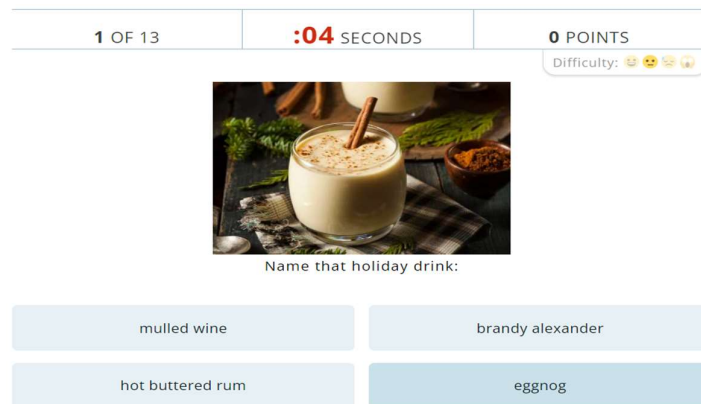 1 OF 13
:04 SECONDS
0 POINTS
Difficulty:
Name that holiday drink:
mulled wine
brandy alexander
hot buttered rum
eggnog